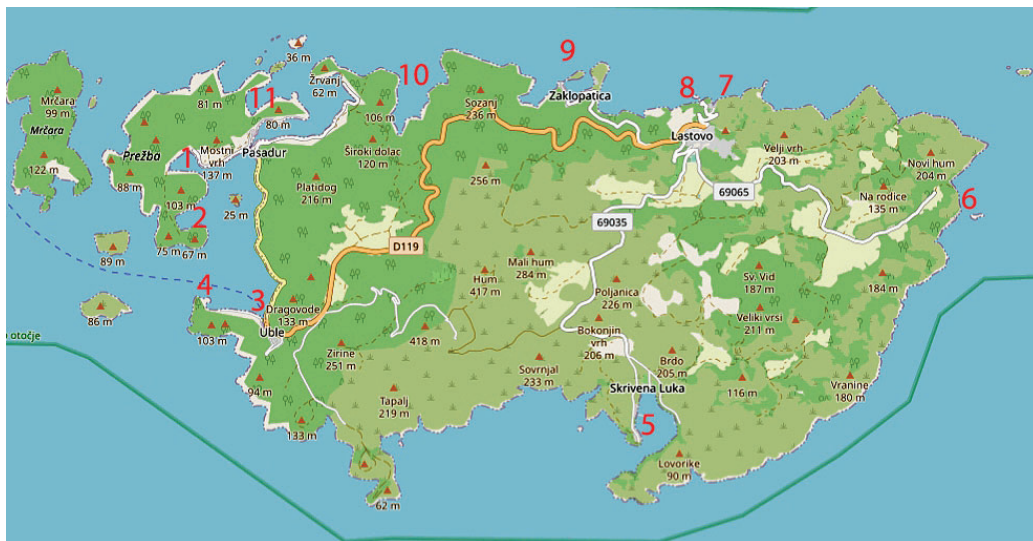 36 m
9
Mrčara
99 m
Mrčara
122 m
81 m
11
Žrvanj
62 m
80 m
10
106 m
Sozanj
236 m
Zaklopatica
8
7
Lastovo
Prežba
88 m
1
Mostni
vrh
137 m
Pasadur
Široki dolac
120 m
256 m
Velji vrh
203 m
Novi hum
204 m
103 m
2
25 m
Platidog
216 m
69065
Na rodice
135 m
6
75 m
67 m
89 m
D119
69035
Mali hum
284 m
Hum
417 m
Poljanica
226 m
Sv. Vid
187 m
184 m
4
3
86 m
103 m
Dragovode
133 m
Uble
418 m
Bokonjin
vrh
206 m
Veliki vrsi
211 m
o otočje
Zirine
251 m
Sovrnjal
233 m
Brdo
205 m
94 m
Tapalj
219 m
Skrivena Luka
116 m
Vranine
180 m
133 m
5
62 m
Lovorike
90 m